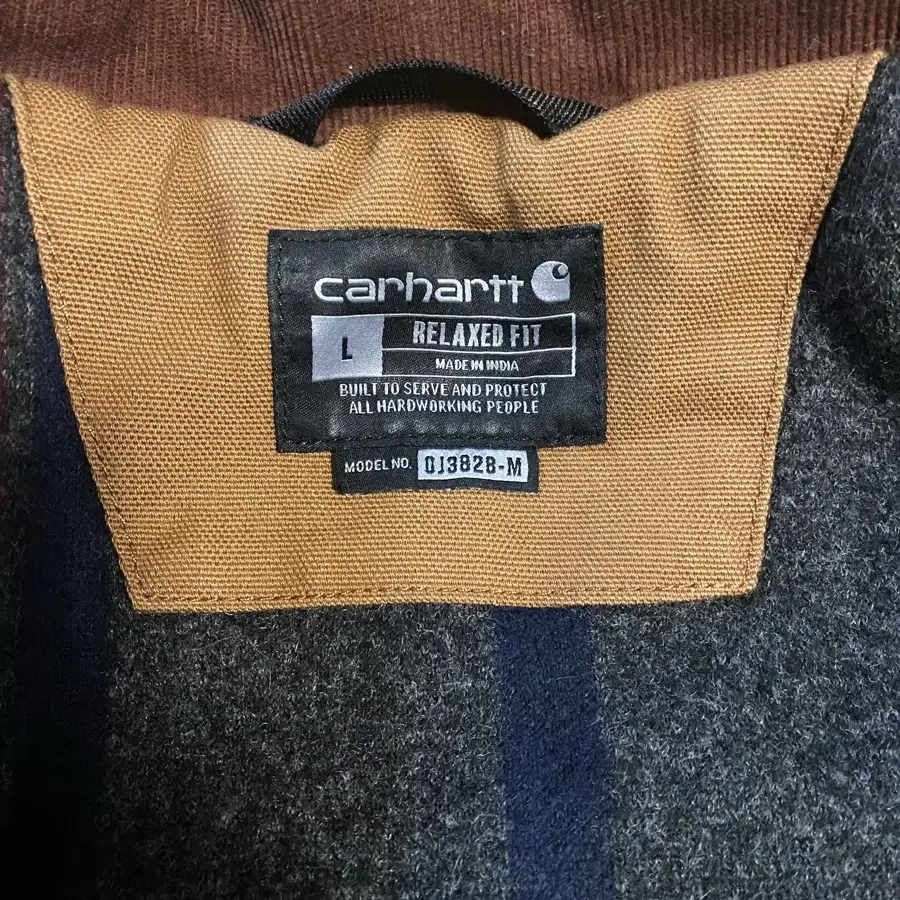 carhartt
L RELAXED FIT
MADE IN INDIA
BUILT TO SERVE AND PROTECT
ALL HARDWORKING PEOPLE
MODEL NO. OJ3828-M